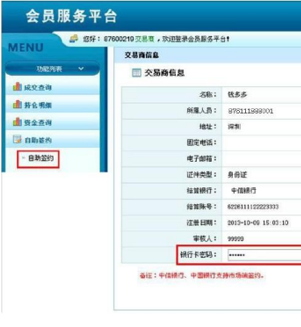 会员服务平台
您好：87600219 交易商，欢迎登录会员服务平台！
MENU
功能列表
成交查询
持仓明细
资金查询
自助签约
自助签约
交易商信息
交易商信息
名称： 钱多多
所属人员： 876111888001
地址： 深圳
固定电话：
电子邮箱：
证件类型： 身份证
结算银行： 中信银行
结算账号： 6226111122223333
注册日期： 2013-10-08 15:03:10
审核人： 99999
银行卡密码： ••••••
备注：中信银行、中国银行支持市场端签约。